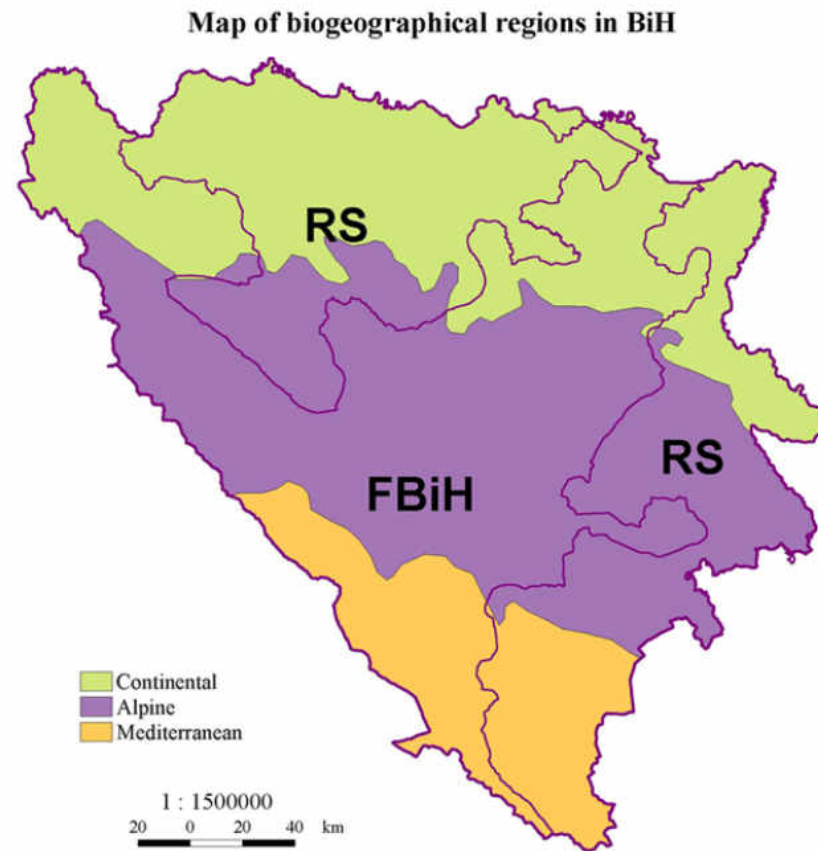 Map of biogeographical regions in BiH
RS
RS
FBiH
Continental
Alpine
Mediterranean
1 : 1500000
20 0 20 40 km